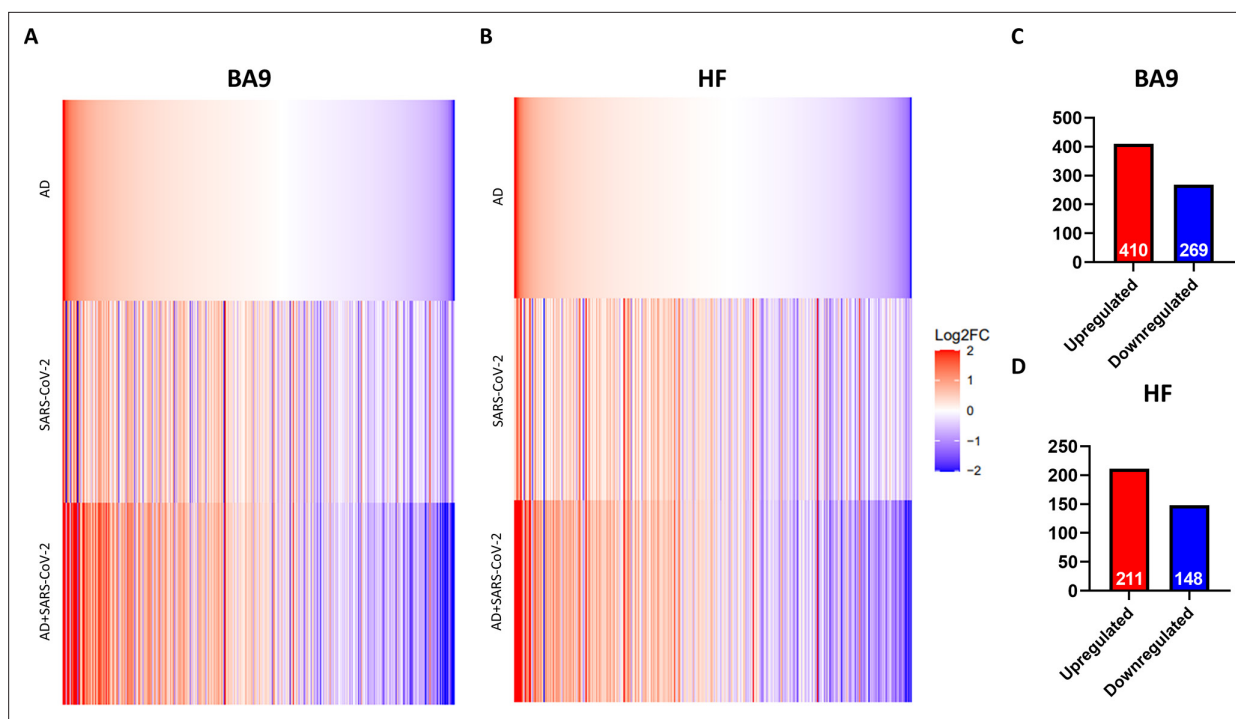 A
BA9
AD
SARS-CoV-2
AD+SARS-CoV-2
B
HF
AD
SARS-CoV-2
AD+SARS-CoV-2
Log2FC
2
1
0
−1
−2
C
BA9
500
400
300
200
100
0
410
269
Upregulated
Downregulated
D
HF
250
200
150
100
50
0
211
148
Upregulated
Downregulated